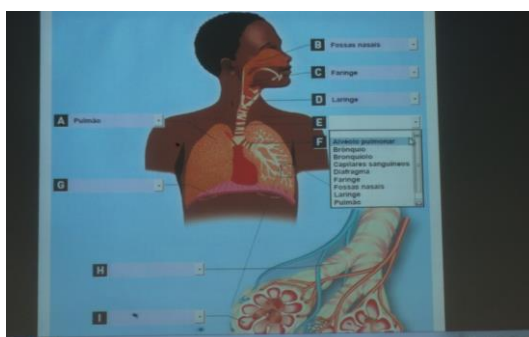 B Fossas nasais
C Faringe
D Laringe
A Pulmão
E
F
Alvéolo pulmonar
Brônquio
Bronquíolo
Capilares sanguíneos
Diafragma
Faringe
Fossas nasais
Laringe
Pulmão
G
H
I